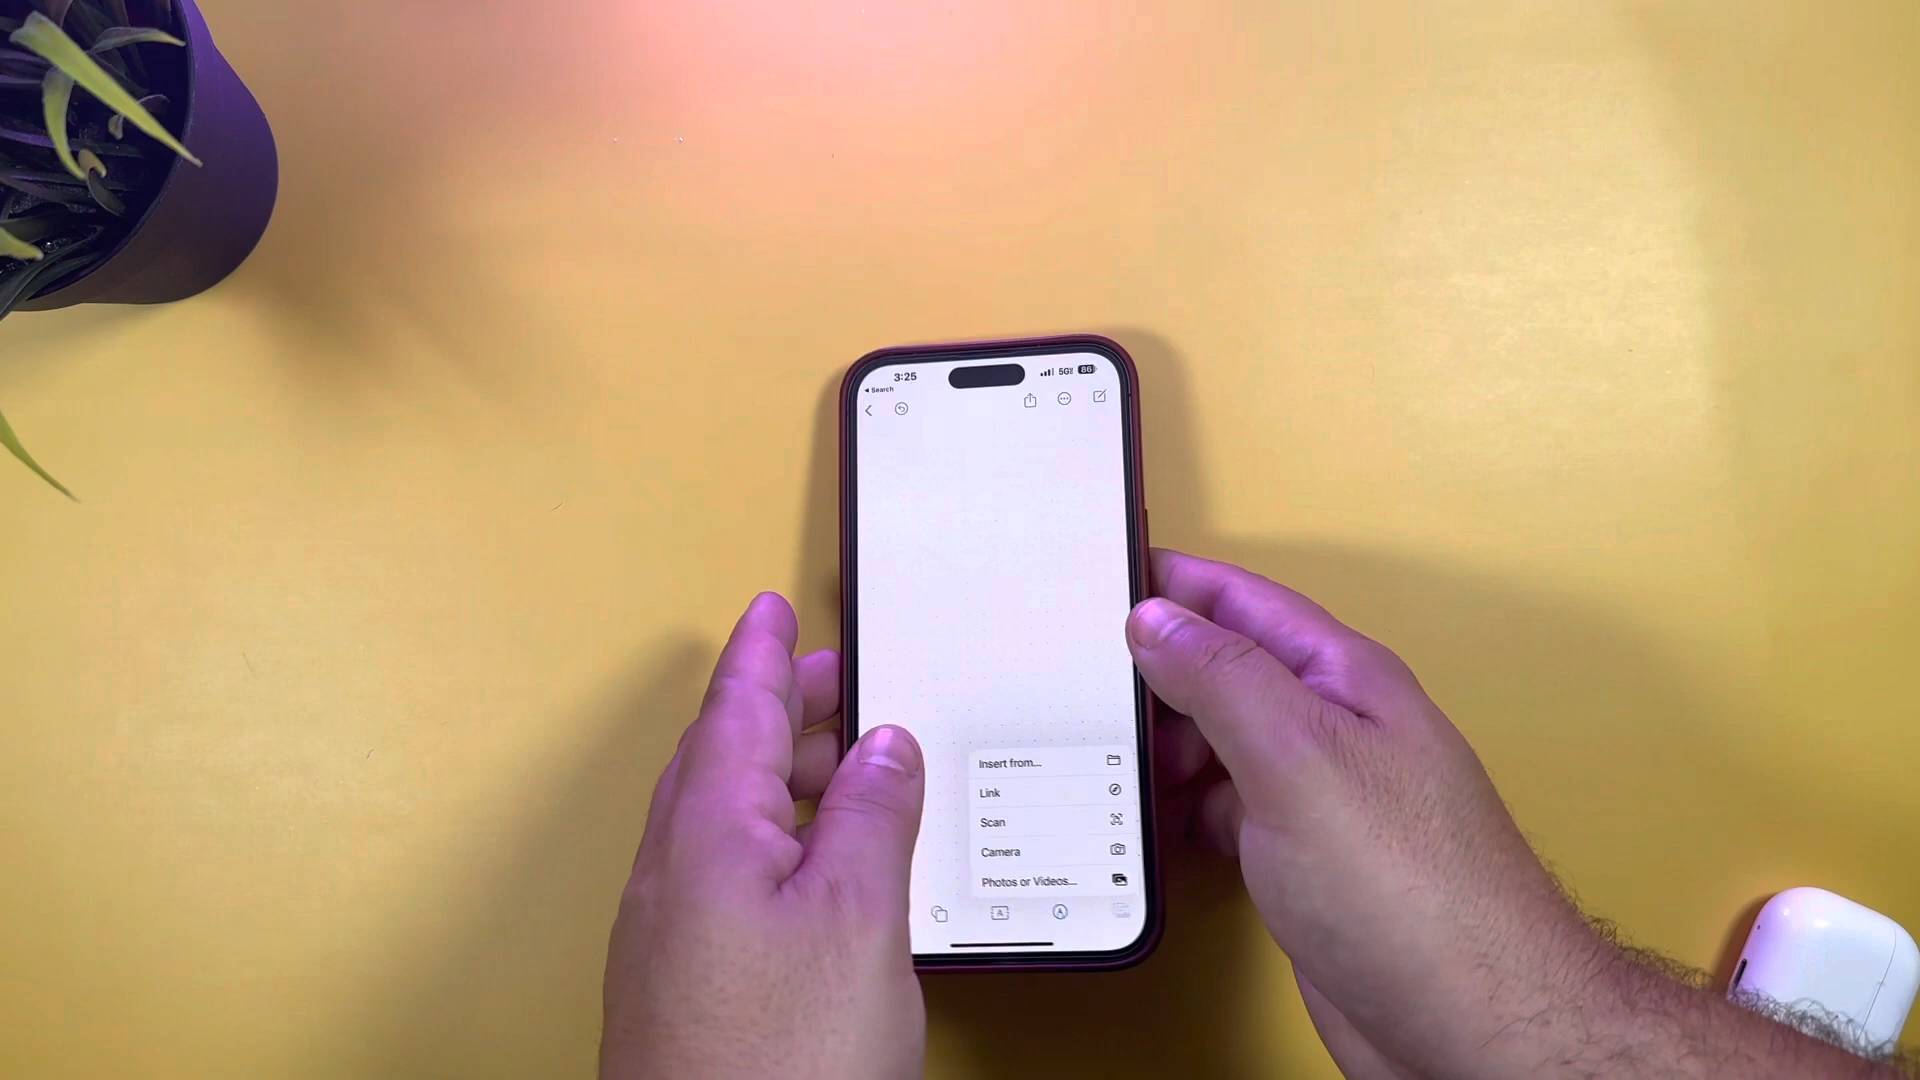 3:25
5G
86
Search
Insert from...
Link
Scan
Camera
Photos or Videos...
A